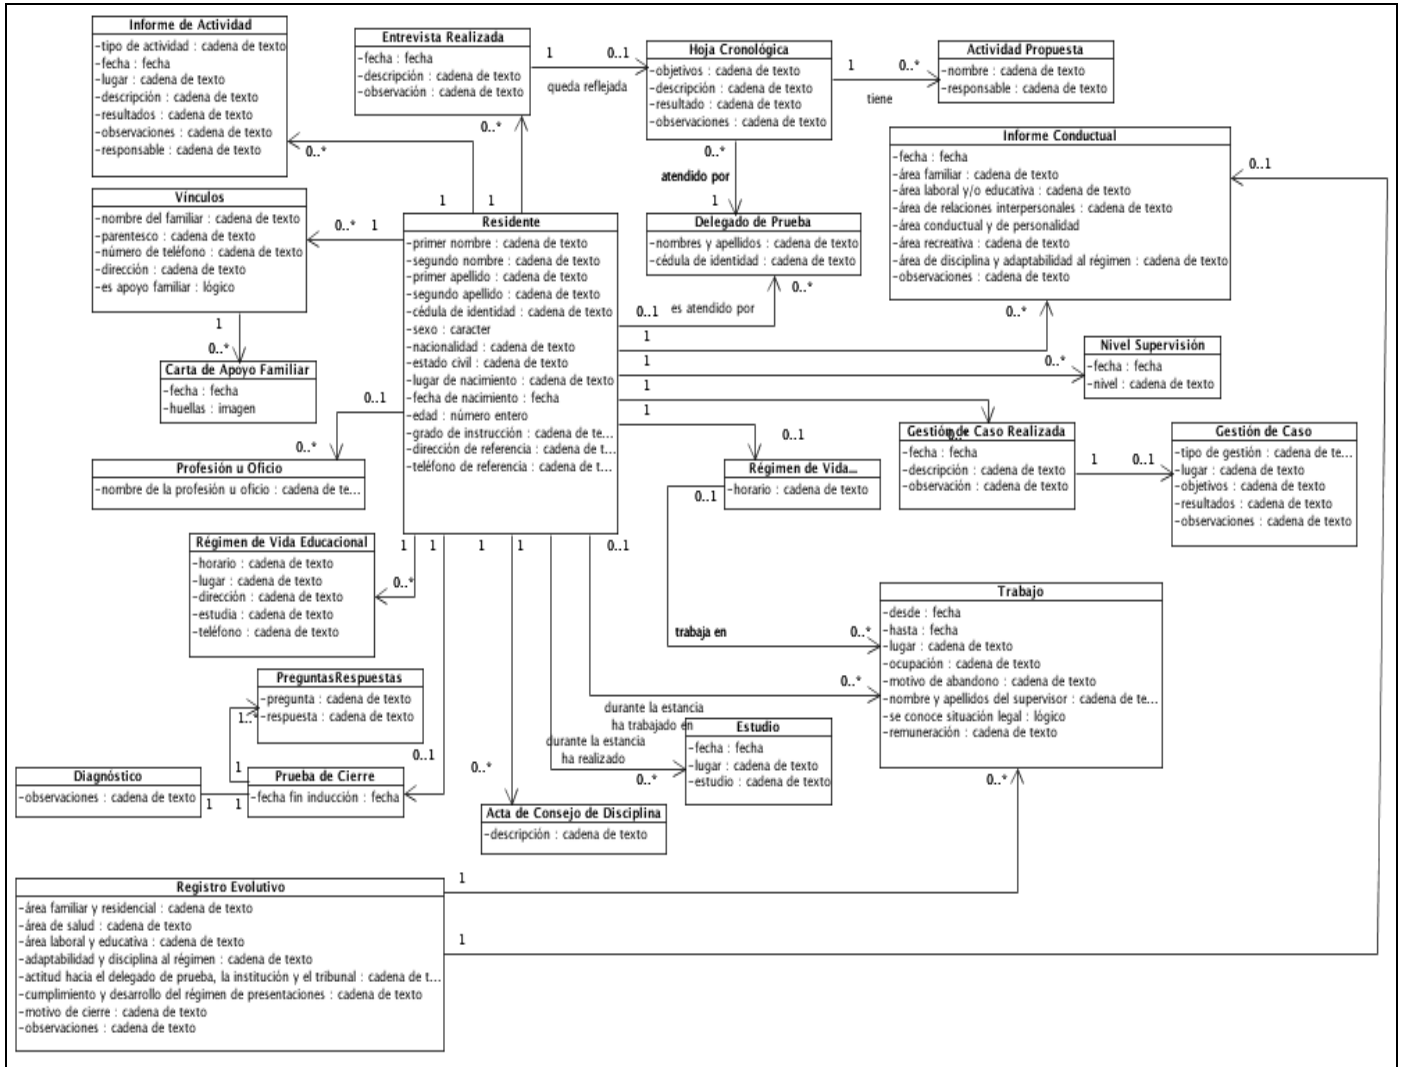 Informe de Actividad
-tipo de actividad : cadena de texto
-fecha : fecha
-lugar : cadena de texto
-descripción : cadena de texto
-resultados : cadena de texto
-observaciones : cadena de texto
-responsable : cadena de texto
0..*
1
Entrevista Realizada
-fecha : fecha
-descripción : cadena de texto
-observación : cadena de texto
0..*
1
1
0..1
queda reflejada
Hoja Cronológica
-objetivos : cadena de texto
-descripción : cadena de texto
-resultado : cadena de texto
-observaciones : cadena de texto
1
0..*
tiene
Actividad Propuesta
-nombre : cadena de texto
-responsable : cadena de texto
0..*
atendido por
1
Delegado de Prueba
-nombres y apellidos : cadena de texto
-cédula de identidad : cadena de texto
0..*
0..1
es atendido por
Informe Conductual
-fecha : fecha
-área familiar : cadena de texto
-área laboral y/o educativa : cadena de texto
-área de relaciones interpersonales : cadena de texto
-área conductual y de personalidad
-área recreativa : cadena de texto
-área de disciplina y adaptabilidad al régimen : cadena de texto
-observaciones : cadena de texto
0..1
0..*
1
Vínculos
-nombre del familiar : cadena de texto
-parentesco : cadena de texto
-número de teléfono : cadena de texto
-dirección : cadena de texto
-es apoyo familiar : lógico
0..*
1
1
0..*
Carta de Apoyo Familiar
-fecha : fecha
-huellas : imagen
Residente
-primer nombre : cadena de texto
-segundo nombre : cadena de texto
-primer apellido : cadena de texto
-segundo apellido : cadena de texto
-cédula de identidad : cadena de texto
-sexo : caracter
-nacionalidad : cadena de texto
-estado civil : cadena de texto
-lugar de nacimiento : cadena de texto
-fecha de nacimiento : fecha
-edad : número entero
-grado de instrucción : cadena de te...
-dirección de referencia : cadena de t...
-teléfono de referencia : cadena de t...
0..1
0..*
Profesión u Oficio
-nombre de la profesión u oficio : cadena de te...
1
0..*
Nivel Supervisión
-fecha : fecha
-nivel : cadena de texto
1
0..*
Gestión de Caso Realizada
-fecha : fecha
-descripción : cadena de texto
-observación : cadena de texto
1
0..1
Gestión de Caso
-tipo de gestión : cadena de te...
-lugar : cadena de texto
-objetivos : cadena de texto
-resultados : cadena de texto
-observaciones : cadena de texto
1
0..1
Régimen de Vida...
-horario : cadena de texto
0..1
trabaja en
0..*
Régimen de Vida Educacional
-horario : cadena de texto
-lugar : cadena de texto
-dirección : cadena de texto
-estudia : cadena de texto
-teléfono : cadena de texto
1
0..*
1
0..1
1
0..*
1
0..*
0..1
0..*
Trabajo
-desde : fecha
-hasta : fecha
-lugar : cadena de texto
-ocupación : cadena de texto
-motivo de abandono : cadena de texto
-nombre y apellidos del supervisor : cadena de te...
-se conoce situación legal : lógico
-remuneración : cadena de texto
0..*
PreguntasRespuestas
-pregunta : cadena de texto
-respuesta : cadena de texto
1..*
1
durante la estancia
ha trabajado en
durante la estancia
ha realizado
Estudio
-fecha : fecha
-lugar : cadena de texto
-estudio : cadena de texto
Diagnóstico
-observaciones : cadena de texto
1
1
Prueba de Cierre
-fecha fin inducción : fecha
Acta de Consejo de Disciplina
-descripción : cadena de texto
Registro Evolutivo
-área familiar y residencial : cadena de texto
-área de salud : cadena de texto
-área laboral y educativa : cadena de texto
-adaptabilidad y disciplina al régimen : cadena de texto
-actitud hacia el delegado de prueba, la institución y el tribunal : cadena de t...
-cumplimiento y desarrollo del régimen de presentaciones : cadena de texto
-motivo de cierre : cadena de texto
-observaciones : cadena de texto
1
1